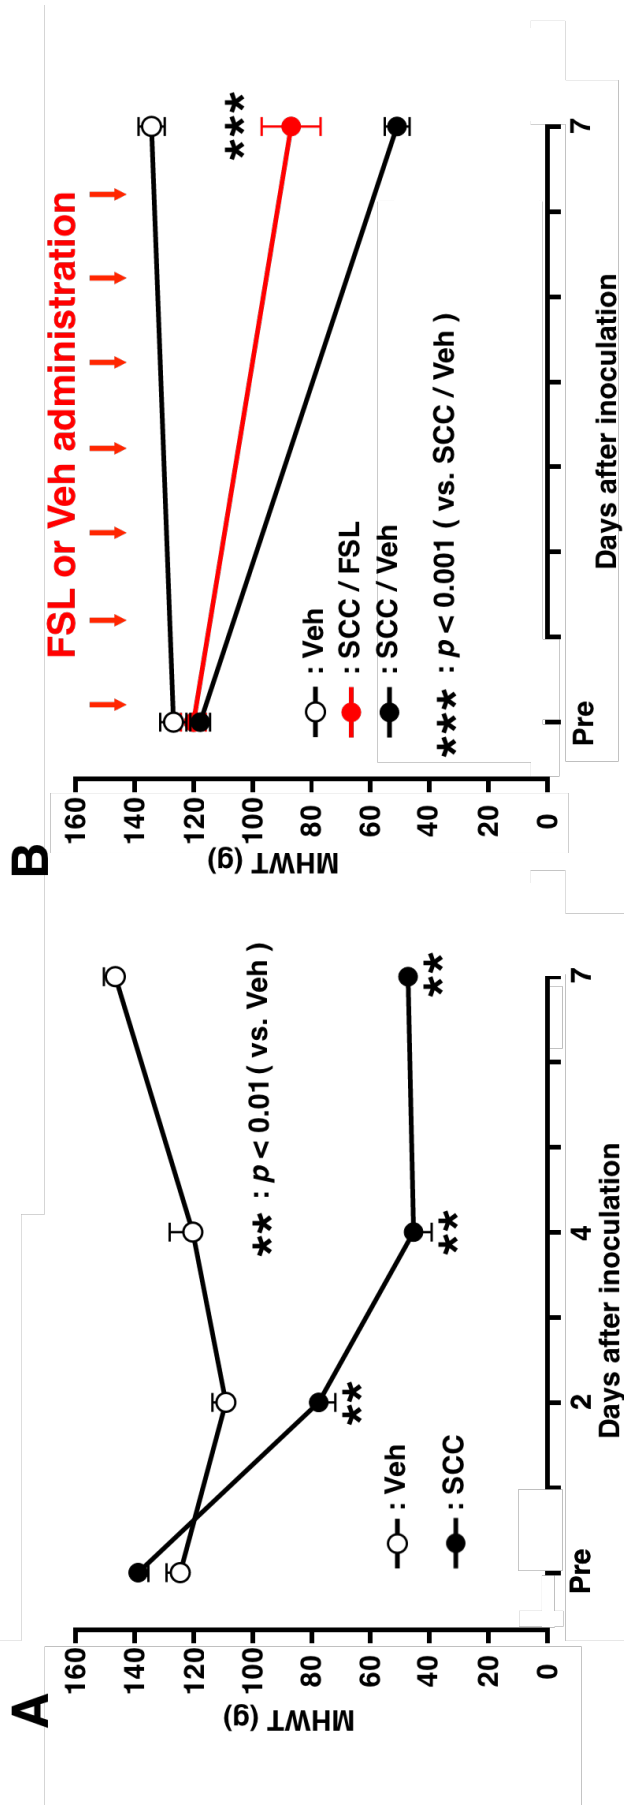 A
160
140
120
100
80
60
40
20
0
MHWT (g)
** : p < 0.01 ( vs. Veh )
**
**
**
: Veh
: SCC
Pre
2
4
7
Days after inoculation
B
FSL or Veh administration
160
140
120
100
80
60
40
20
0
MHWT (g)
***
: Veh
: SCC / FSL
: SCC / Veh
*** : p < 0.001 ( vs. SCC / Veh )
Pre
7
Days after inoculation